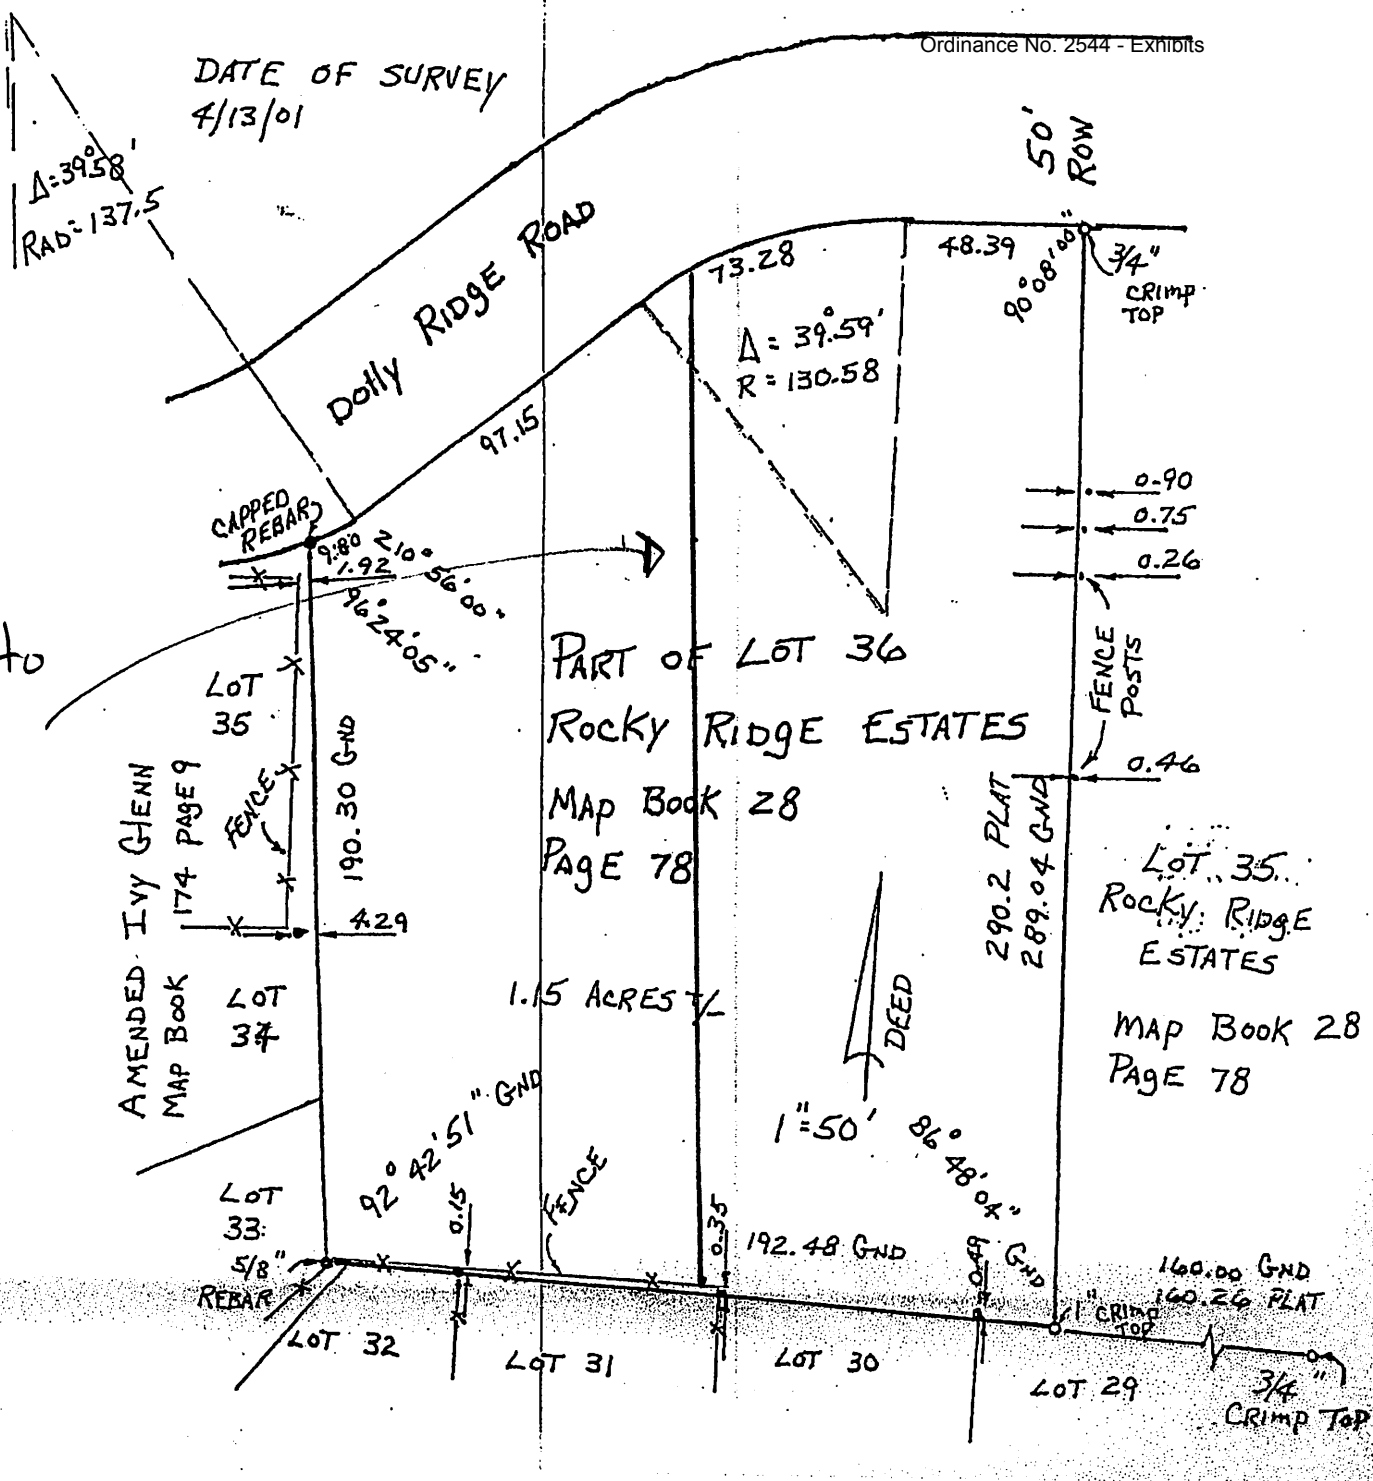 Ordinance No. 2544 - Exhibits
DATE OF SURVEY
4/13/01
50'
ROW
Δ=39°58'
RAD=137.5
Dolly RIDgE ROAD
73.28
48.39
90°08'00"
3/4"
CRImp
TOP
Δ= 39°59'
R=130.58
97.15
CAPPED
REBAR
9.80
210°56'00"
1.92
96°24'05"
0.90
0.75
0.26
to
LOT
35
PART OF LOT 36
ROCKY RIDgE ESTATES
MAP BOOK 28
PAgE 78
FENCE
POSTS
0.46
AMENDED IVY GlENN
MAP BOOK 174 PAgE 9
FENCE
190.30 GND
290.2 PLAT
289.04 GND
LOT 35
ROCKY RIDgE
ESTATES
MAP BOOK 28
PAgE 78
4.29
LOT
34
1.15 ACRES +/-
DEED
1"=50'
92° 42'51" GND
86° 48'04" GND
LOT
33
5/8"
REBAR
0.15
FENCE
0.35
192.48 GND
0.49
1" CRImp
TOP
160.00 GND
160.26 PLAT
LOT 32
LOT 31
LOT 30
LOT 29
3/4"
CRImp TOP